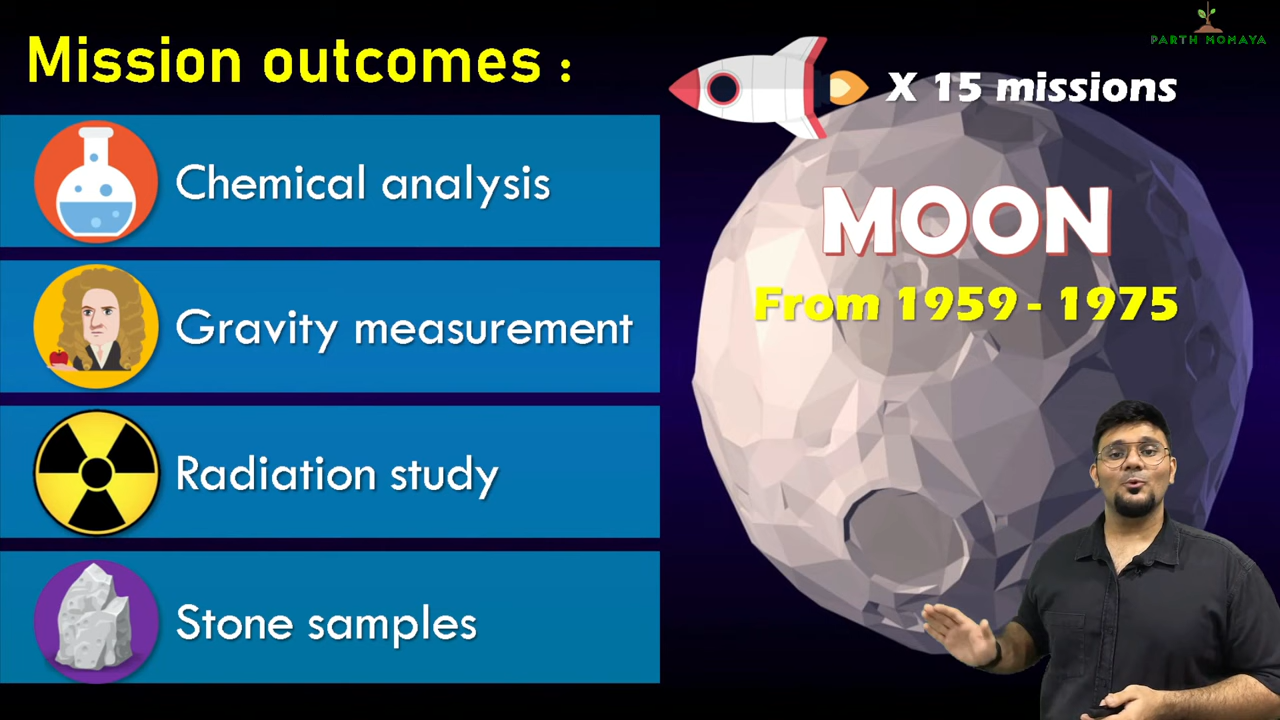 Mission outcomes :
Chemical analysis
Gravity measurement
Radiation study
Stone samples
X 15 missions
MOON
From 1959 - 1975
PARTH MOMAYA